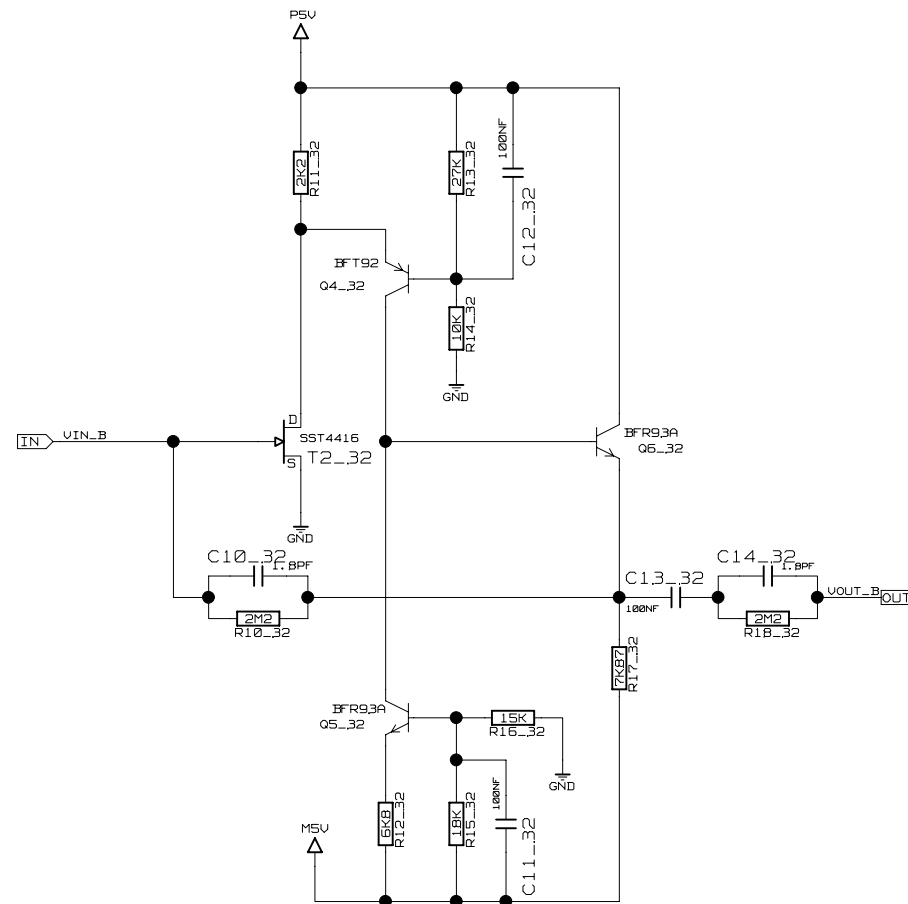 P5V
100NF
2K2
R11_32
27K
R13_32
C12_32
BFT92
Q4_32
10K
R14_32
GND
IN
VIN_B
D
SST4416
S
T2_32
BFR93A
Q6_32
GND
C10_32
1.8PF
2M2
R10_32
C13_32
100NF
C14_32
1.8PF
2M2
R18_32
VOUT_B
OUT
7K87
R17_32
BFR93A
Q5_32
15K
R16_32
GND
100NF
M5V
6K8
R12_32
18K
R15_32
C11_32